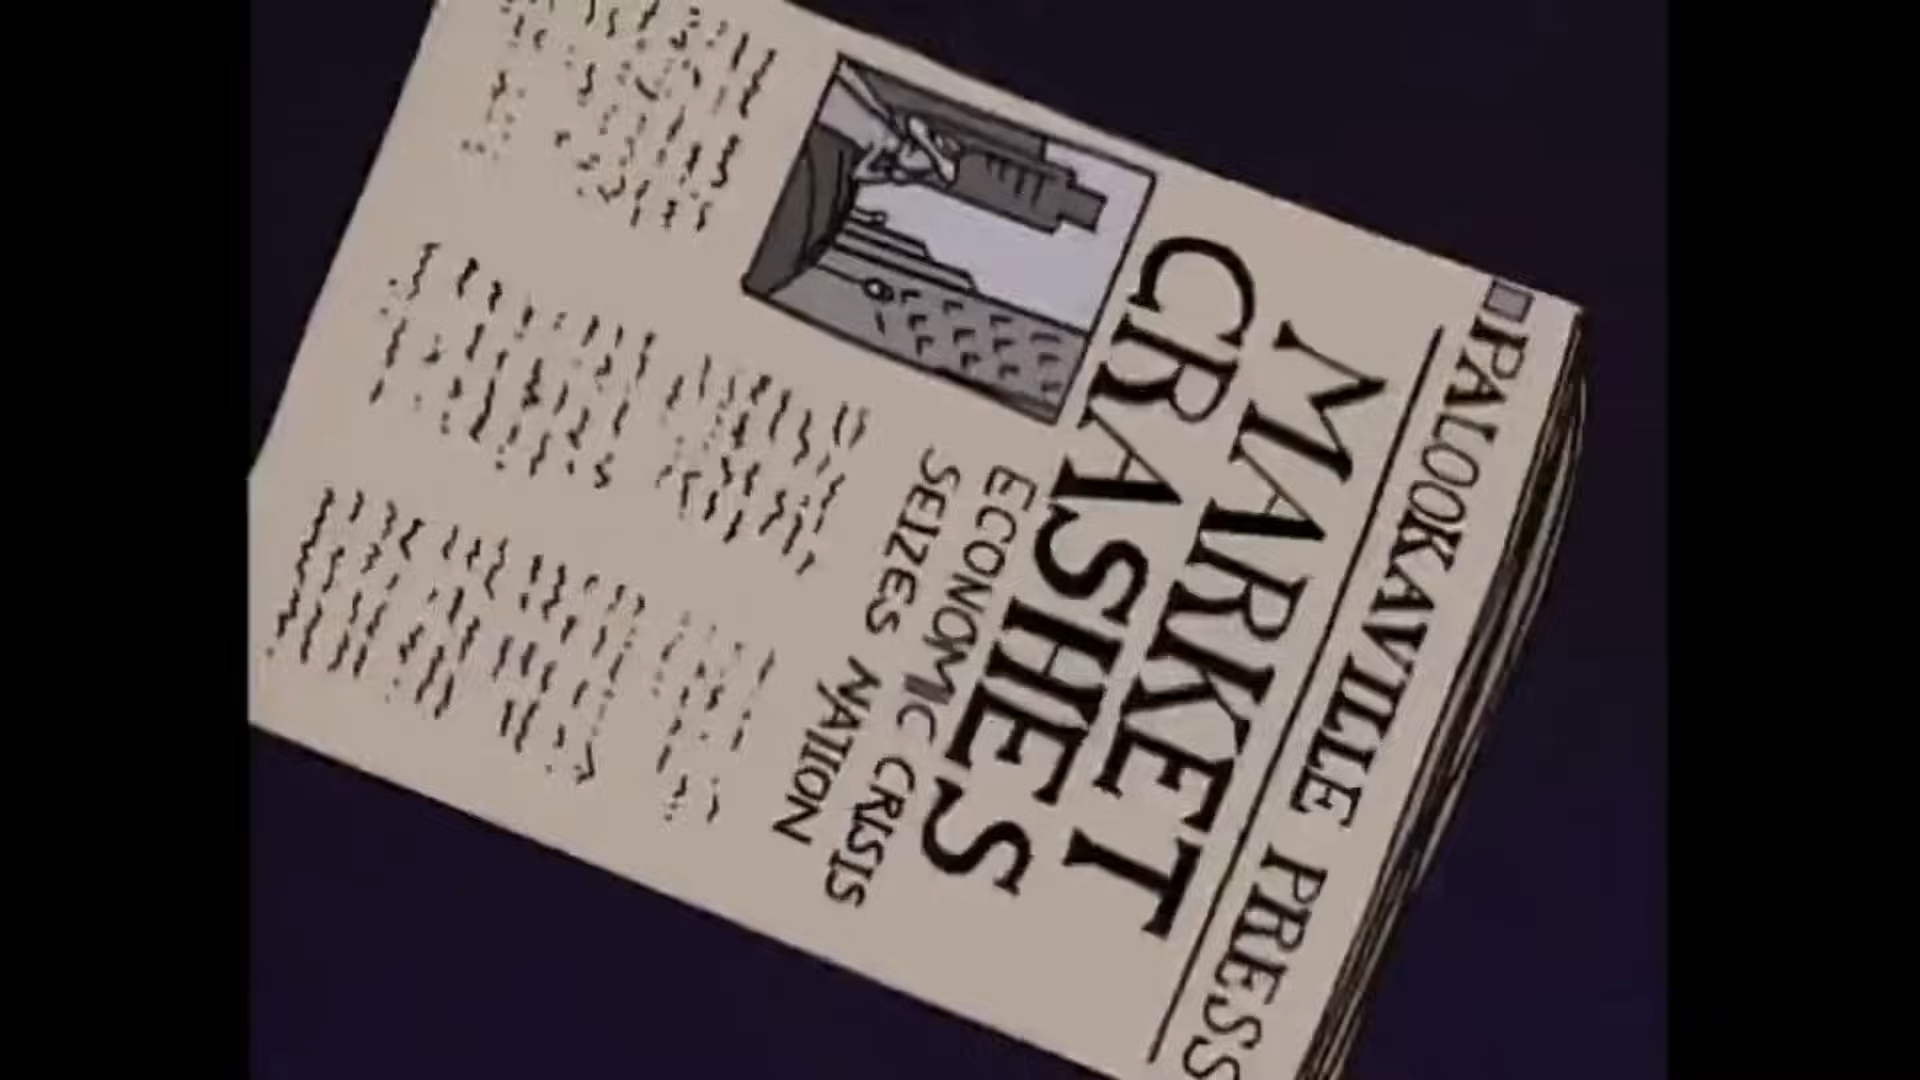 PALOOKAVILLE PRESS
MARKET
CRASHES
ECONOMIC CRISIS
SEIZES NATION